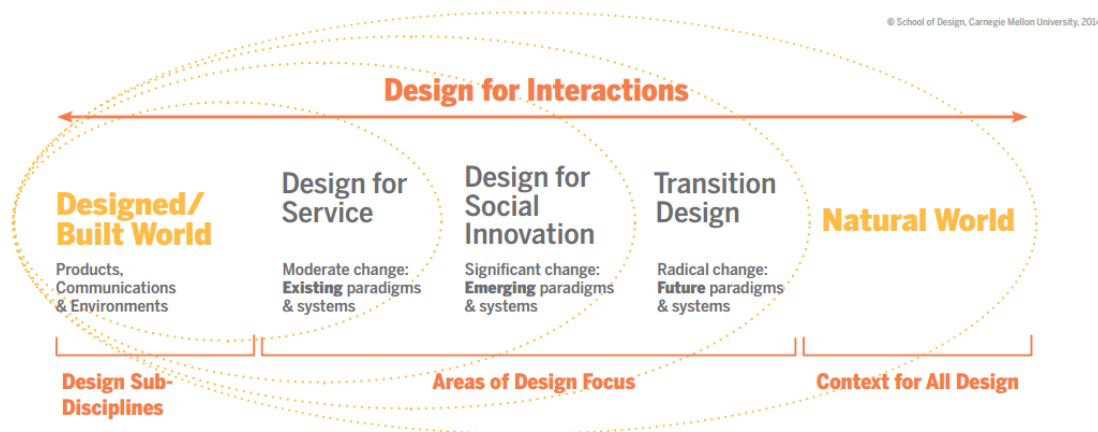 © School of Design, Carnegie Mellon University, 2014
Design for Interactions
Designed/
Built World
Products,
Communications
& Environments
Design for
Service
Moderate change:
Existing paradigms
& systems
Design for
Social
Innovation
Significant change:
Emerging paradigms
& systems
Transition
Design
Radical change:
Future paradigms
& systems
Natural World
Design Sub-
Disciplines
Areas of Design Focus
Context for All Design